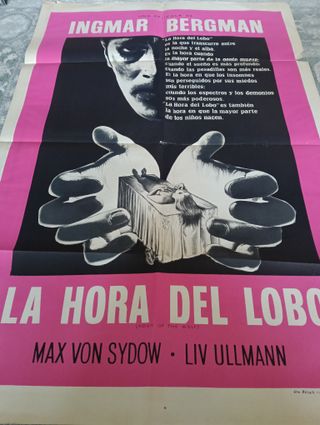 INGMAR BERGMAN
"La Hora del Lobo"
es la que transcurre entre
la noche y el alba.
Es la hora cuando
la mayor parte de la gente muere.
Cuando el sueño es más profundo.
Cuando las pesadillas son más reales.
Es la hora en que los insomnes
son perseguidos por sus miedos
más terribles;
cuando los espectros y los demonios
son más poderosos.
"La Hora del Lobo" es también
la hora en que la mayor parte
de los niños nacen.
LA HORA DEL LOBO
(HOUR OF THE WOLF)
MAX VON SYDOW · LIV ULLMANN